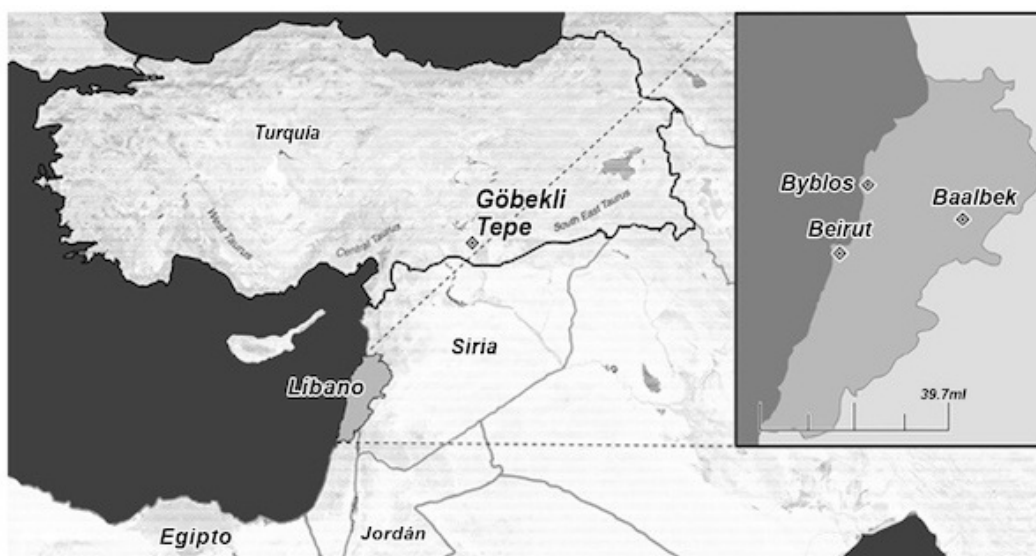 Turquía
West Taurus
Central Taurus
Göbekli
Tepe
South East Taurus
Siria
Líbano
Egipto
Jordán
Byblos
Baalbek
Beirut
39.7ml